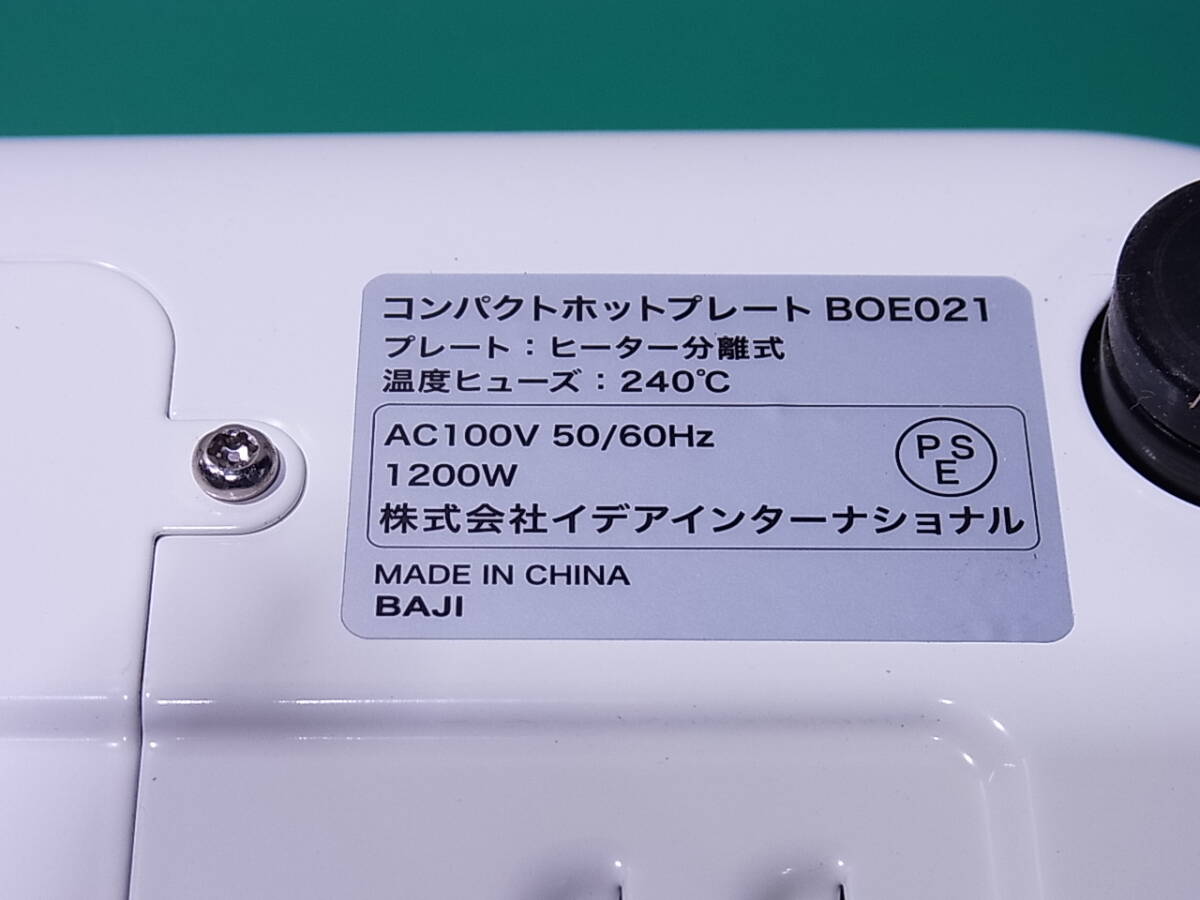 コンパクトホットプレート BOE021
プレート：ヒーター分離式
温度ヒューズ：240℃
AC100V 50/60Hz
1200W
PSE
株式会社イデアインターナショナル
MADE IN CHINA
BAJI